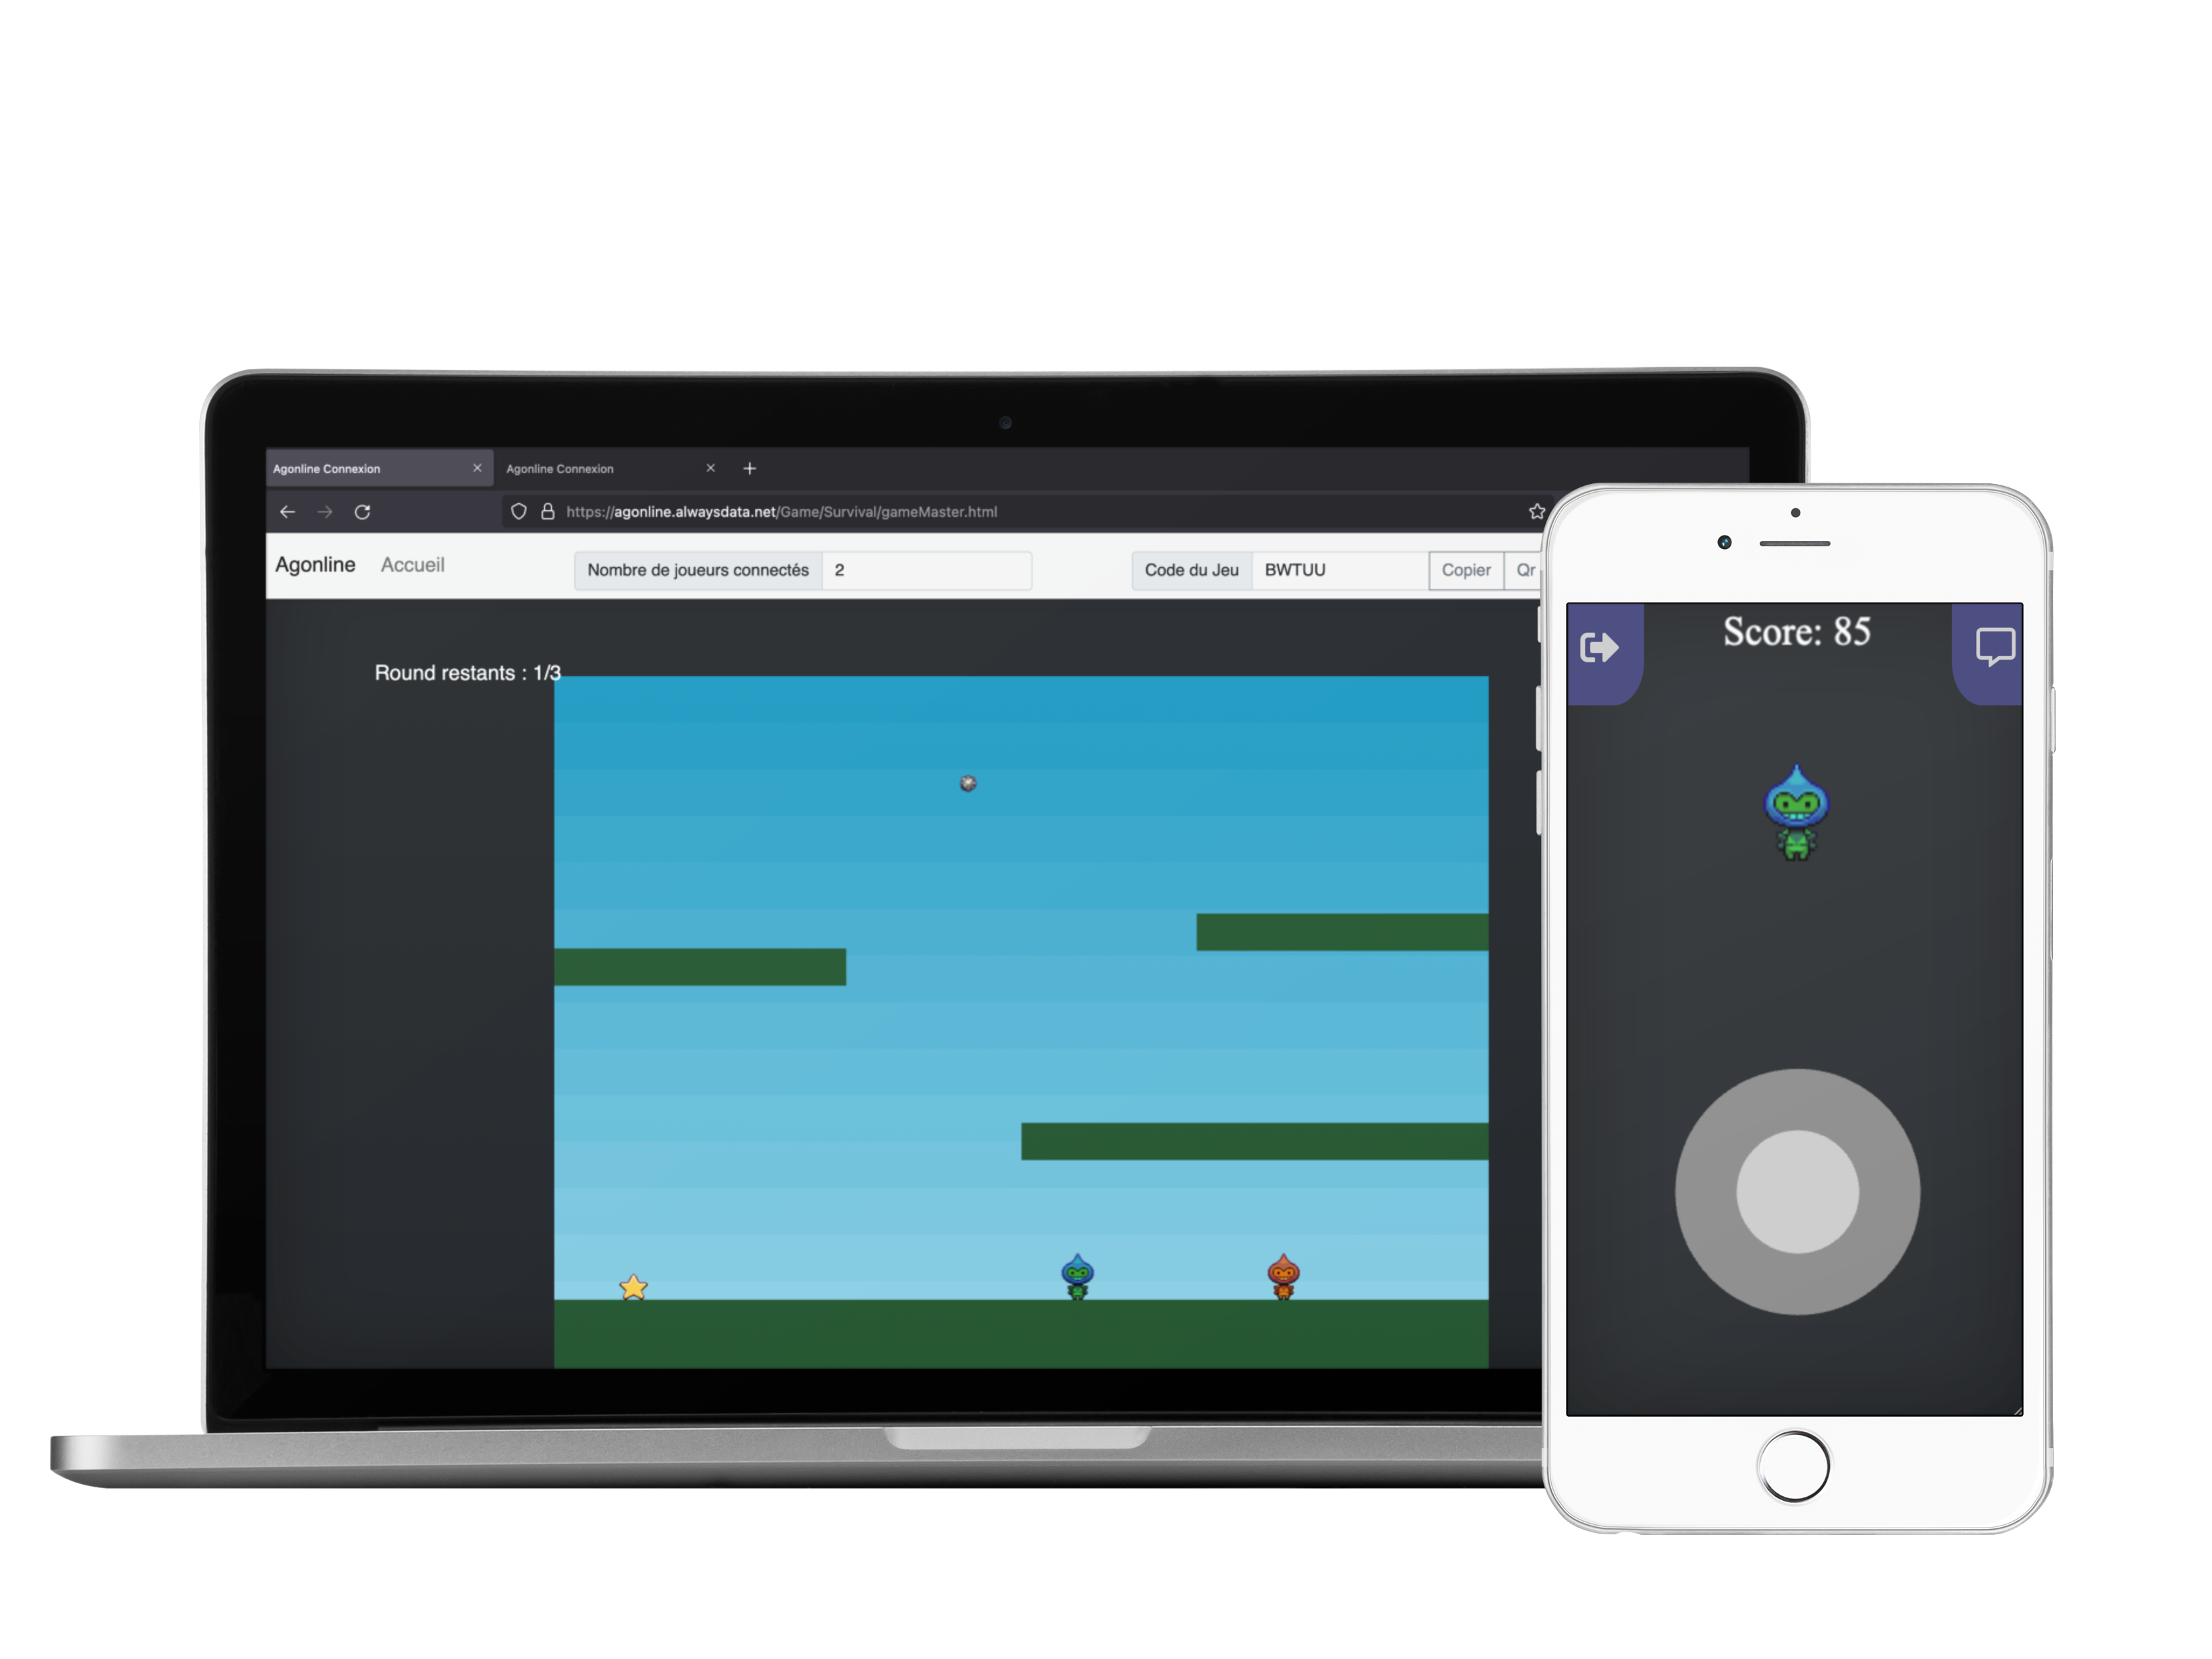 Agonline Connexion
Agonline Connexion
https://agonline.alwaysdata.net/Game/Survival/gameMaster.html
Agonline Accueil Nombre de joueurs connectés 2 Code du Jeu BWTUU Copier Qr
Round restants : 1/3
Score: 85